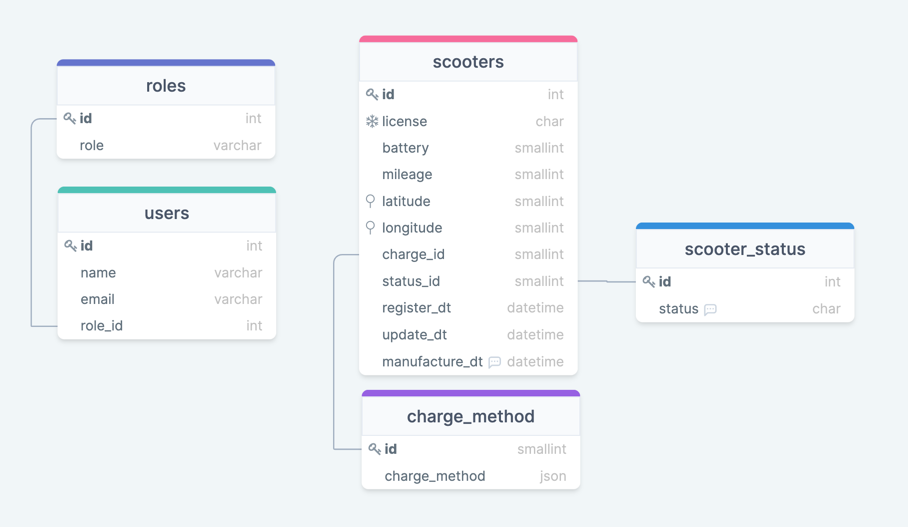 roles
id int
role varchar
users
id int
name varchar
email varchar
role_id int
scooters
id int
license char
battery smallint
mileage smallint
latitude smallint
longitude smallint
charge_id smallint
status_id smallint
register_dt datetime
update_dt datetime
manufacture_dt datetime
charge_method
id smallint
charge_method json
scooter_status
id int
status char